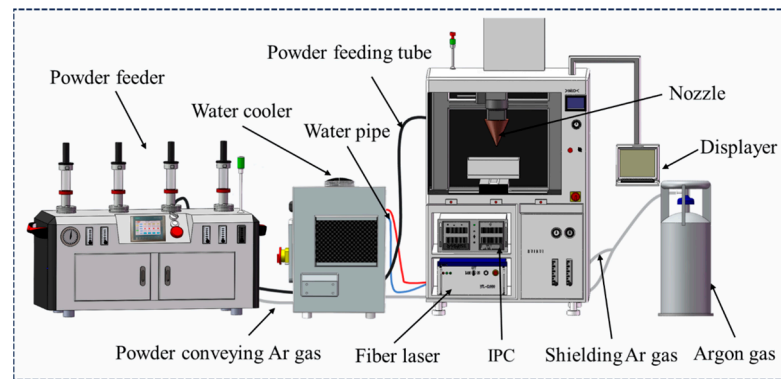 Powder feeding tube
Powder feeder
Water cooler
Water pipe
Nozzle
Displayer
Powder conveying Ar gas
Fiber laser
IPC
Shielding Ar gas
Argon gas